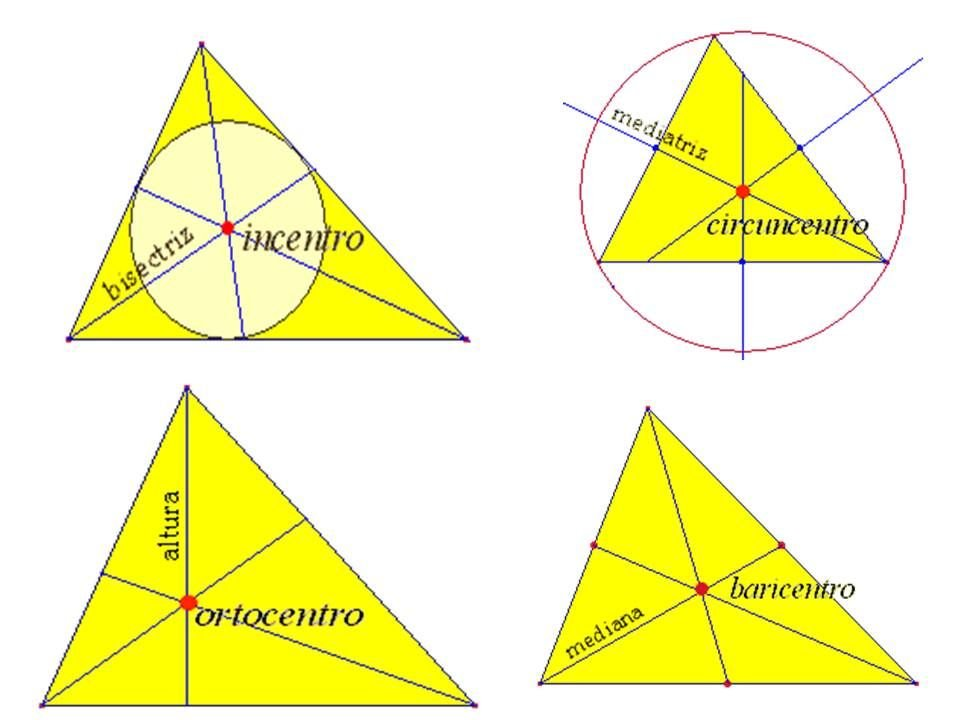 bisectriz
incentro
mediatriz
circuncentro
altura
ortocentro
mediana
baricentro